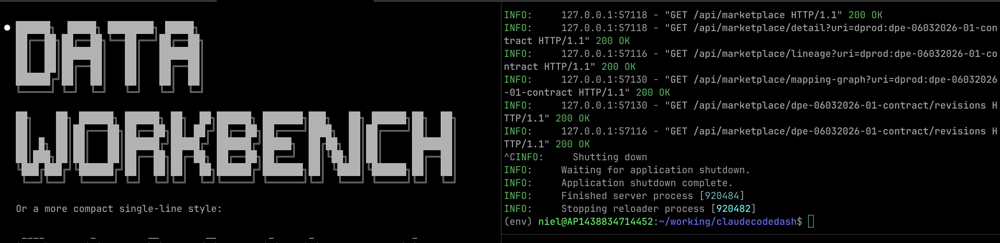 DATA
WORKBENCH
Or a more compact single-line style:
INFO:     127.0.0.1:57118 - "GET /api/marketplace HTTP/1.1" 200 OK
INFO:     127.0.0.1:57118 - "GET /api/marketplace/detail?uri=dprod:dpe-06032026-01-con
tract HTTP/1.1" 200 OK
INFO:     127.0.0.1:57116 - "GET /api/marketplace/lineage?uri=dprod:dpe-06032026-01-co
ntract HTTP/1.1" 200 OK
INFO:     127.0.0.1:57130 - "GET /api/marketplace/mapping-graph?uri=dprod:dpe-06032026
-01-contract HTTP/1.1" 200 OK
INFO:     127.0.0.1:57130 - "GET /api/marketplace/dpe-06032026-01-contract/revisions H
TTP/1.1" 200 OK
INFO:     127.0.0.1:57116 - "GET /api/marketplace/dpe-06032026-01-contract/revisions H
TTP/1.1" 200 OK
^CINFO:     Shutting down
INFO:     Waiting for application shutdown.
INFO:     Application shutdown complete.
INFO:     Finished server process [920484]
INFO:     Stopping reloader process [920482]
(env) niel@AP1438834714452:~/working/claudecodedash$